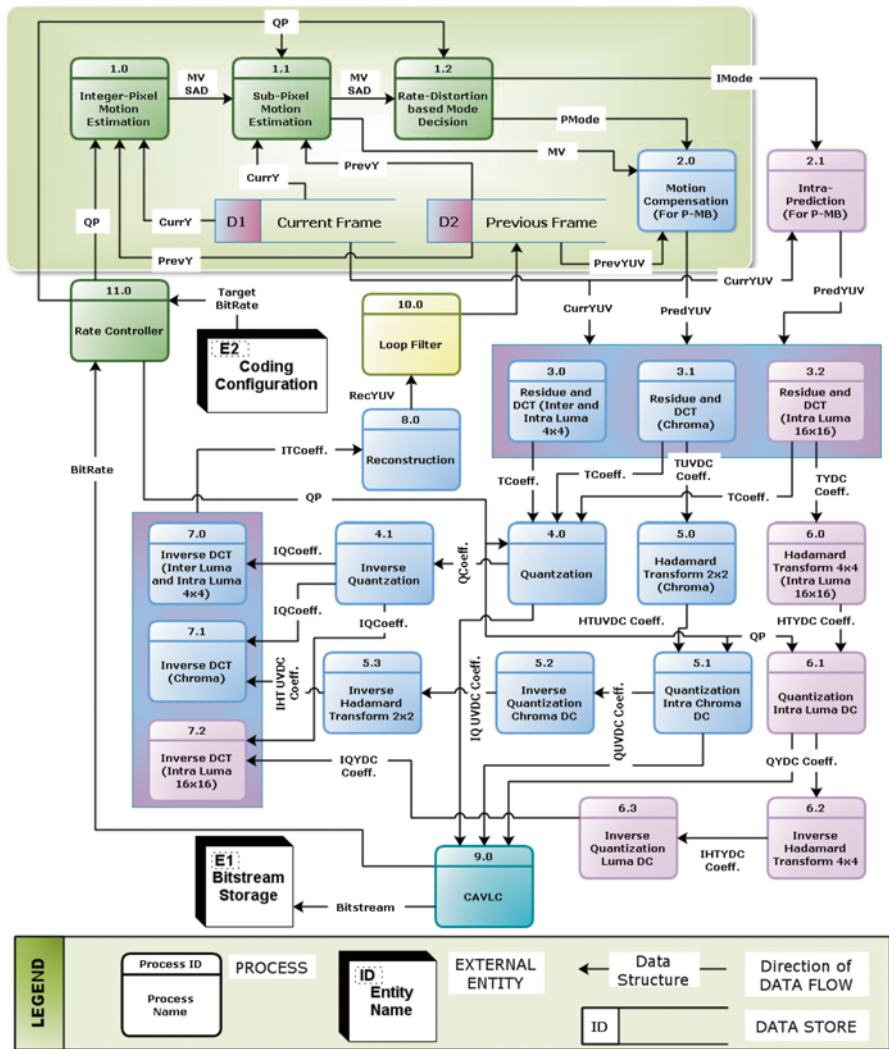 QP
1.0
Integer-Pixel
Motion
Estimation
MV
SAD
1.1
Sub-Pixel
Motion
Estimation
MV
SAD
1.2
Rate-Distortion
based Mode
Decision
IMode
PMode
MV
2.0
Motion
Compensation
(For P-MB)
2.1
Intra-
Prediction
(For P-MB)
PrevY
CurrY
QP
CurrY
D1
Current Frame
D2
Previous Frame
PrevY
PrevYUV
CurrYUV
CurrYUV
PredYUV
PredYUV
11.0
Rate Controller
Target
BitRate
E2
Coding
Configuration
10.0
Loop Filter
RecYUV
8.0
Reconstruction
3.0
Residue and
DCT (Inter and
Intra Luma
4x4)
3.1
Residue and
DCT
(Chroma)
3.2
Residue and
DCT
(Intra Luma
16x16)
BitRate
ITCoeff.
QP
TCoeff.
TCoeff.
TUVDC
Coeff.
TCoeff.
TYDC
Coeff.
7.0
Inverse DCT
(Inter Luma
and Intra Luma
4x4)
IQCoeff.
4.1
Inverse
Quantzation
QCoeff.
4.0
Quantzation
5.0
Hadamard
Transform 2x2
(Chroma)
6.0
Hadamard
Transform 4x4
(Intra Luma
16x16)
IQCoeff.
IQCoeff.
HTUVDC Coeff.
QP
HTYDC Coeff.
7.1
Inverse DCT
(Chroma)
IHT UVDC
Coeff.
5.3
Inverse
Hadamard
Transform 2x2
IQ UVDC Coeff.
5.2
Inverse
Quantization
Chroma DC
QUVDC Coeff.
5.1
Quantization
Intra Chroma
DC
6.1
Quantization
Intra Luma DC
7.2
Inverse DCT
(Intra Luma
16x16)
IQYDC
Coeff.
QYDC Coeff.
6.3
Inverse
Quantization
Luma DC
IHTYDC
Coeff.
6.2
Inverse
Hadamard
Transform 4x4
E1
Bitstream
Storage
Bitstream
9.0
CAVLC
LEGEND
Process ID
Process
Name
PROCESS
ID
Entity
Name
EXTERNAL
ENTITY
Data
Structure
Direction of
DATA FLOW
ID
DATA STORE